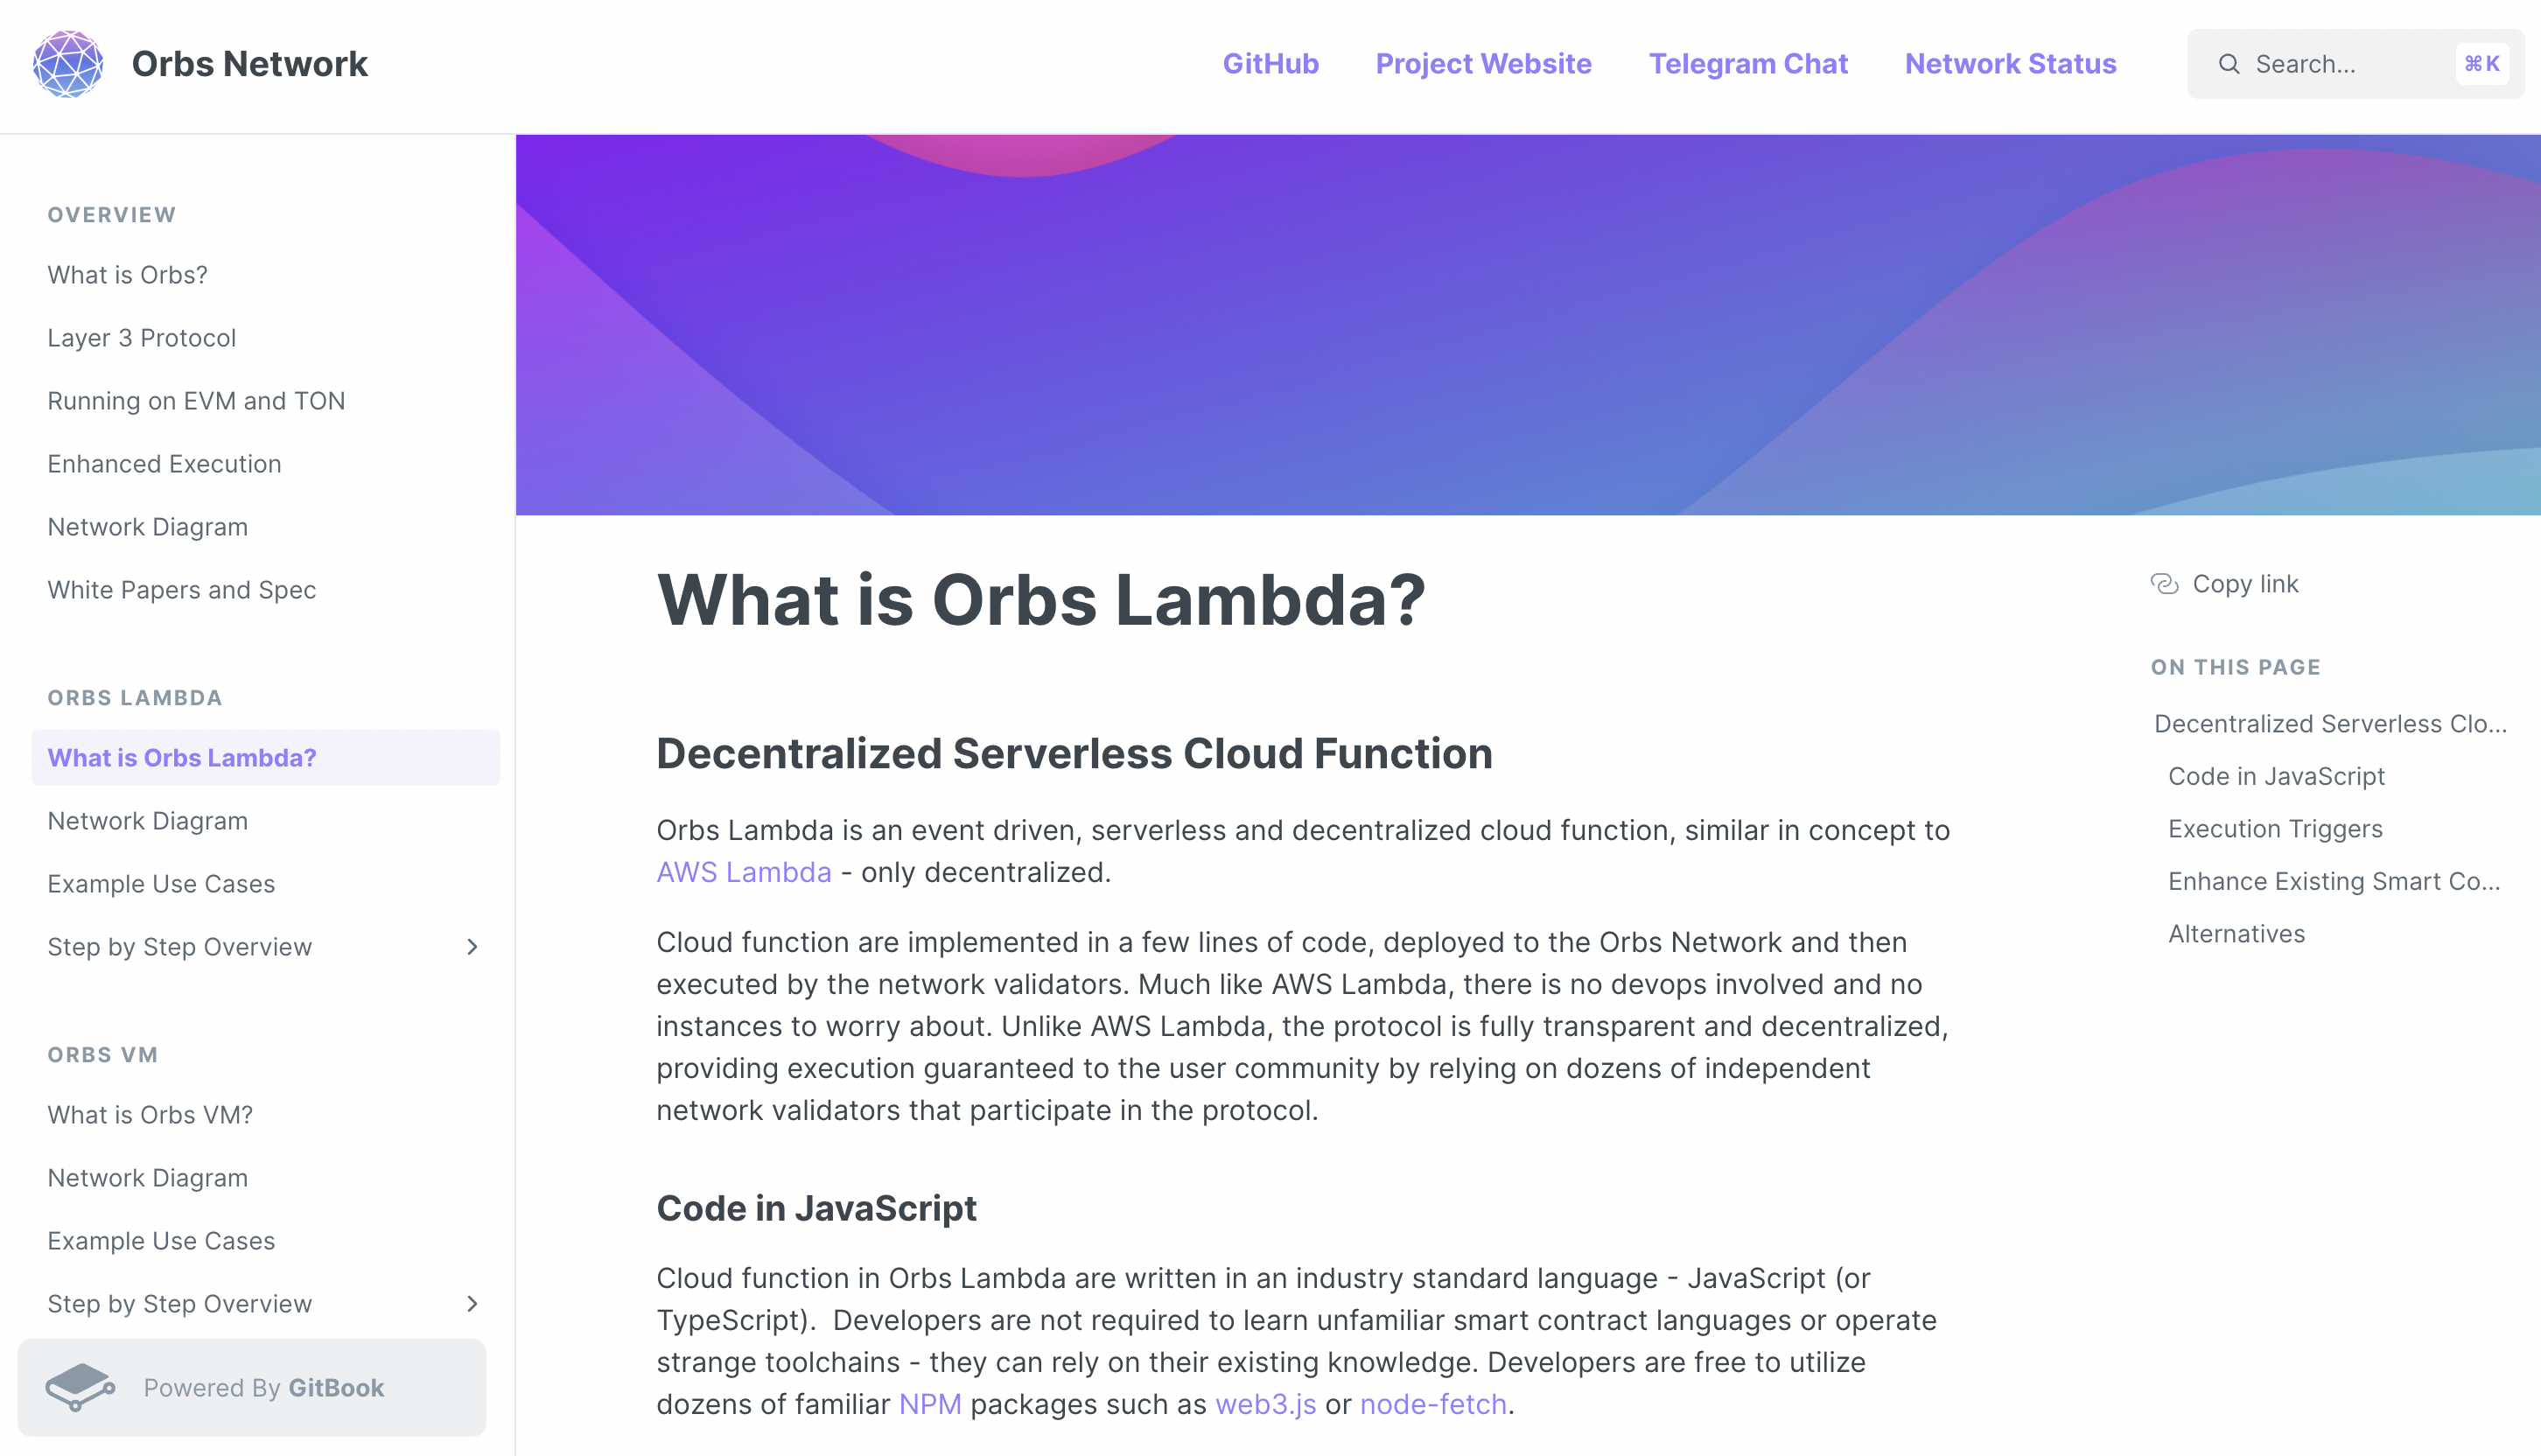 Orbs Network
GitHub
Project Website
Telegram Chat
Network Status
Search...
⌘K
OVERVIEW
What is Orbs?
Layer 3 Protocol
Running on EVM and TON
Enhanced Execution
Network Diagram
White Papers and Spec
ORBS LAMBDA
What is Orbs Lambda?
Network Diagram
Example Use Cases
Step by Step Overview
ORBS VM
What is Orbs VM?
Network Diagram
Example Use Cases
Step by Step Overview
Powered By GitBook
What is Orbs Lambda?
Decentralized Serverless Cloud Function
Orbs Lambda is an event driven, serverless and decentralized cloud function, similar in concept to
AWS Lambda - only decentralized.
Cloud function are implemented in a few lines of code, deployed to the Orbs Network and then
executed by the network validators. Much like AWS Lambda, there is no devops involved and no
instances to worry about. Unlike AWS Lambda, the protocol is fully transparent and decentralized,
providing execution guaranteed to the user community by relying on dozens of independent
network validators that participate in the protocol.
Code in JavaScript
Cloud function in Orbs Lambda are written in an industry standard language - JavaScript (or
TypeScript).  Developers are not required to learn unfamiliar smart contract languages or operate
strange toolchains - they can rely on their existing knowledge. Developers are free to utilize
dozens of familiar NPM packages such as web3.js or node-fetch.
Copy link
ON THIS PAGE
Decentralized Serverless Clo...
Code in JavaScript
Execution Triggers
Enhance Existing Smart Co...
Alternatives